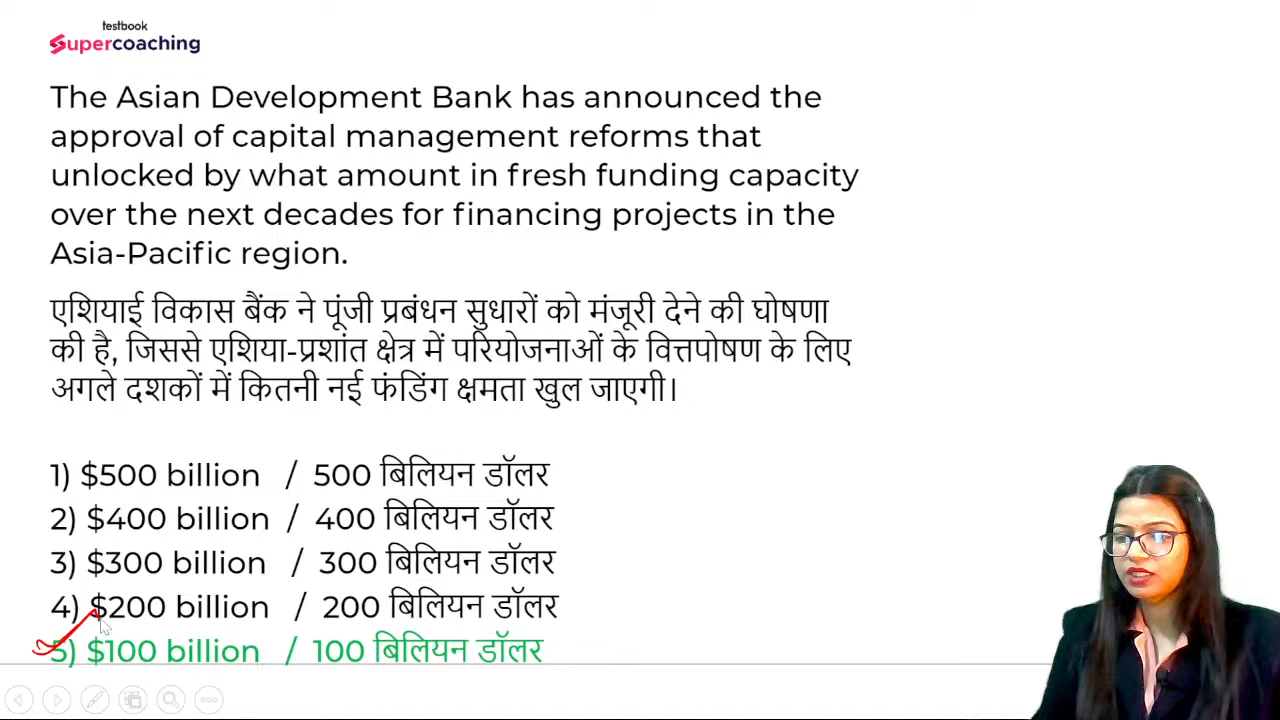 testbook
Supercoaching
The Asian Development Bank has announced the
approval of capital management reforms that
unlocked by what amount in fresh funding capacity
over the next decades for financing projects in the
Asia-Pacific region.
एशियाई विकास बैंक ने पूंजी प्रबंधन सुधारों को मंजूरी देने की घोषणा
की है, जिससे एशिया-प्रशांत क्षेत्र में परियोजनाओं के वित्तपोषण के लिए
अगले दशकों में कितनी नई फंडिंग क्षमता खुल जाएगी।
1) $500 billion / 500 बिलियन डॉलर
2) $400 billion / 400 बिलियन डॉलर
3) $300 billion / 300 बिलियन डॉलर
4) $200 billion / 200 बिलियन डॉलर
5) $100 billion / 100 बिलियन डॉलर